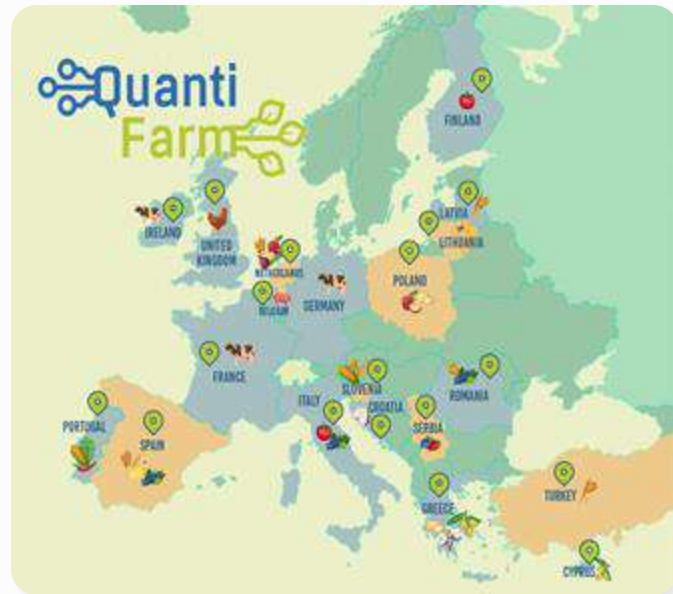 Quanti
Farm
FINLAND
LATVIA
LITHUANIA
IRELAND
UNITED
KINGDOM
NETHERLANDS
BELGIUM
GERMANY
POLAND
FRANCE
SLOVENIA
ROMANIA
ITALY
CROATIA
SERBIA
PORTUGAL
SPAIN
GREECE
TURKEY
CYPRUS